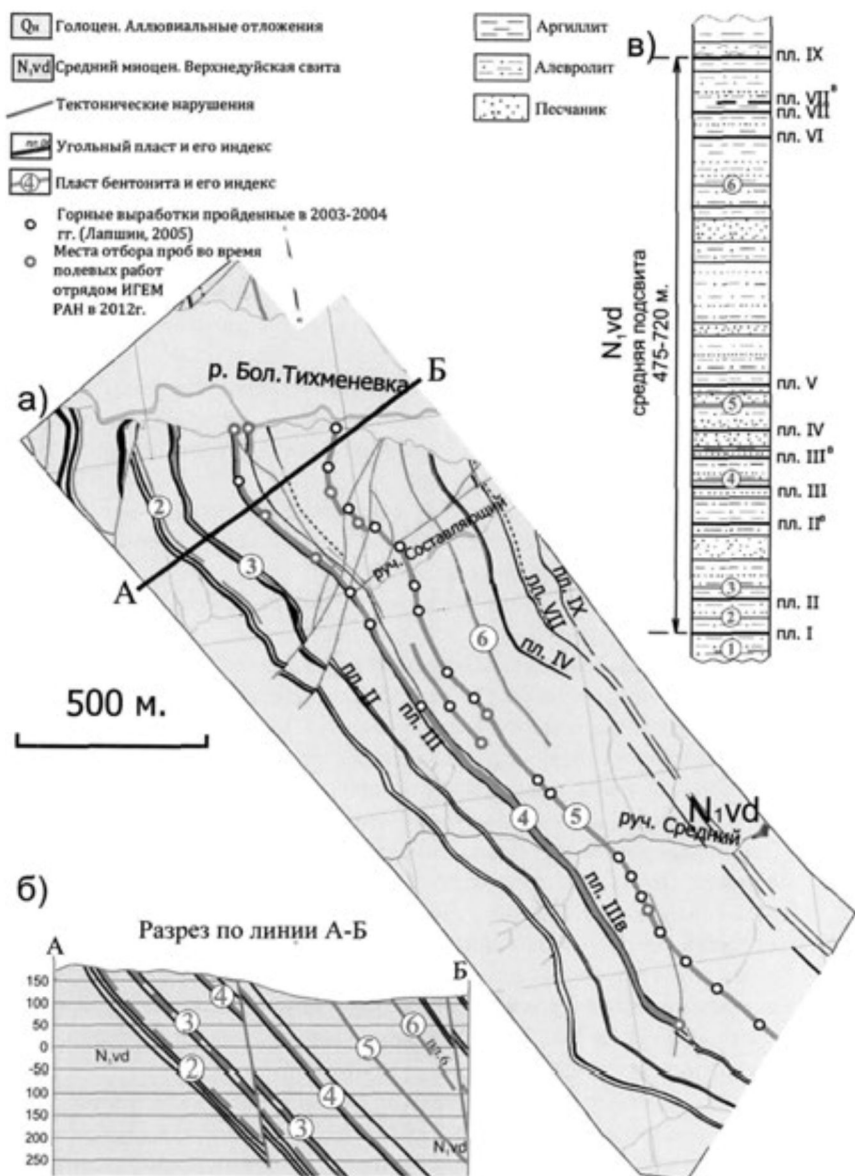 Qн Голоцен. Аллювиальные отложения
N₁vd Средний миоцен. Верхнедуйская свита
Тектонические нарушения
Угольный пласт и его индекс
4 Пласт бентонита и его индекс
Горные выработки пройденные в 2003-2004
гг. (Лапшин, 2005)
Места отбора проб во время
полевых работ
отрядом ИГЕМ
РАН в 2012г.
Аргиллит
Алевролит
Песчаник
в)
пл. IX
пл. VIIв
пл. VII
пл. VI
6
пл. V
5
пл. IV
пл. IIIв
4
пл. III
пл. IIв
3
пл. II
2
пл. I
1
N₁vd
средняя подсвита
475-720 м.
а)
р. Бол.Тихменевка
Б
А
2
3
руч. Составляющий
6
пл. IX
пл. VII
пл. IV
пл. II
пл. III
4
5
N₁vd
руч. Средний
пл. IIIв
500 м.
б)
Разрез по линии А-Б
А
Б
150
100
50
0
-50
100
150
200
250
4
3
2
N₁vd
5
6
пл.6
4
3
N₁vd